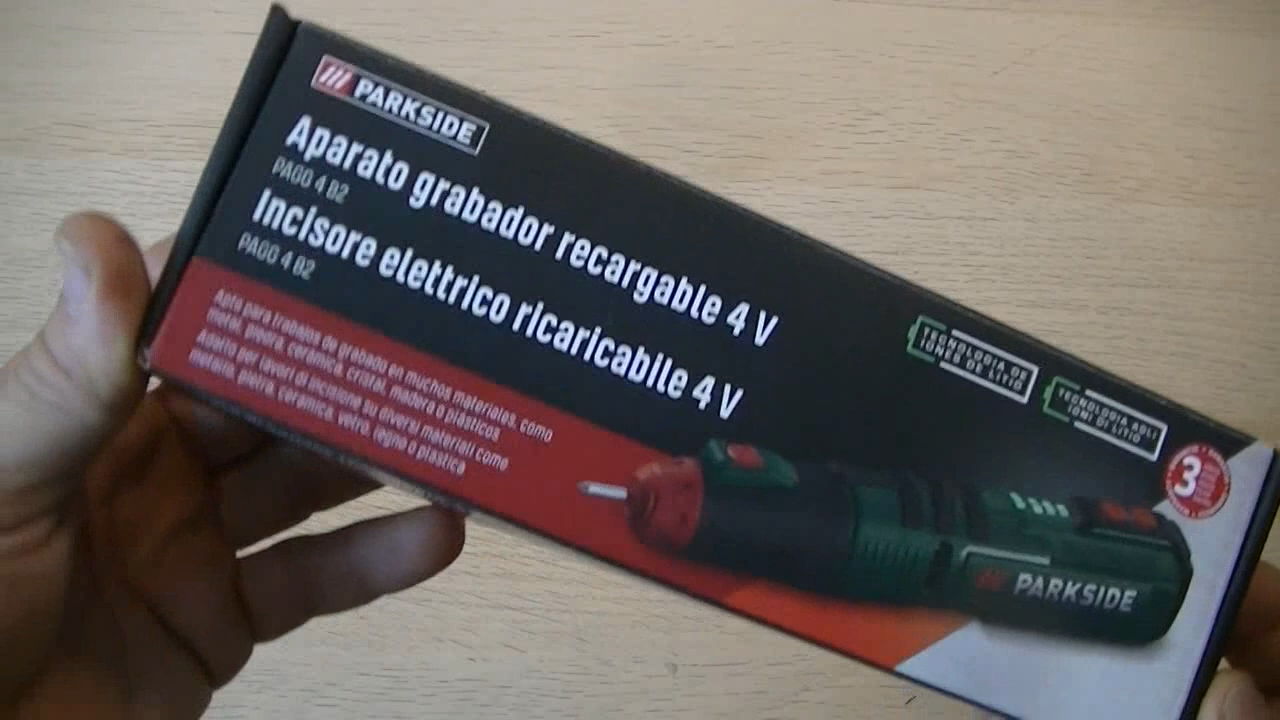 PARKSIDE
Aparato grabador recargable 4 V
PAGG 4 B2
Incisore elettrico ricaricabile 4 V
PAGG 4 B2
Apto para trabajos de grabado en muchos materiales, como
metal, piedra, cerámica, cristal, madera o plásticos
Adatto per lavori di incisione su diversi materiali come
metallo, pietra, ceramica, vetro, legno o plastica
TECNOLOGÍA DE
IONES DE LITIO
TECNOLOGIA AGLI
IONI DI LITIO
3
PARKSIDE